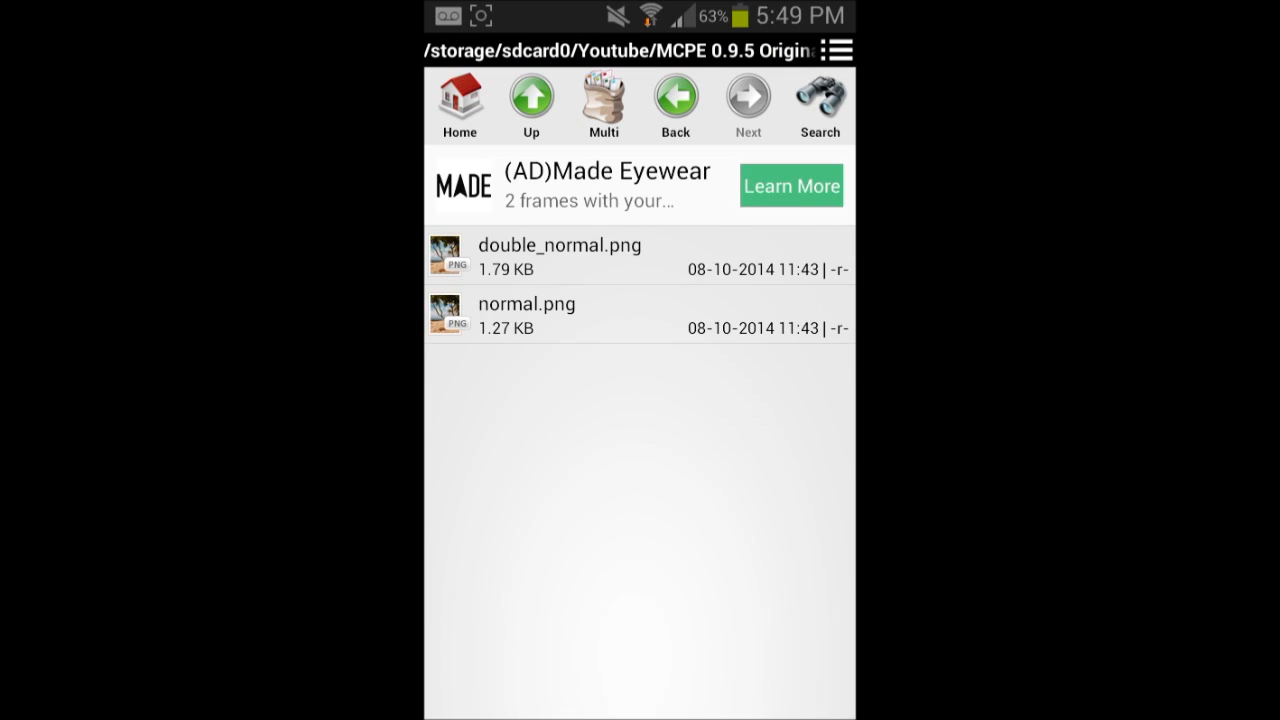 63% 5:49 PM
/storage/sdcard0/Youtube/MCPE 0.9.5 Origin
Home Up Multi Back Next Search
MADE
(AD)Made Eyewear
2 frames with your...
Learn More
double_normal.png
PNG
1.79 KB 08-10-2014 11:43 | -r-
normal.png
PNG
1.27 KB 08-10-2014 11:43 | -r-